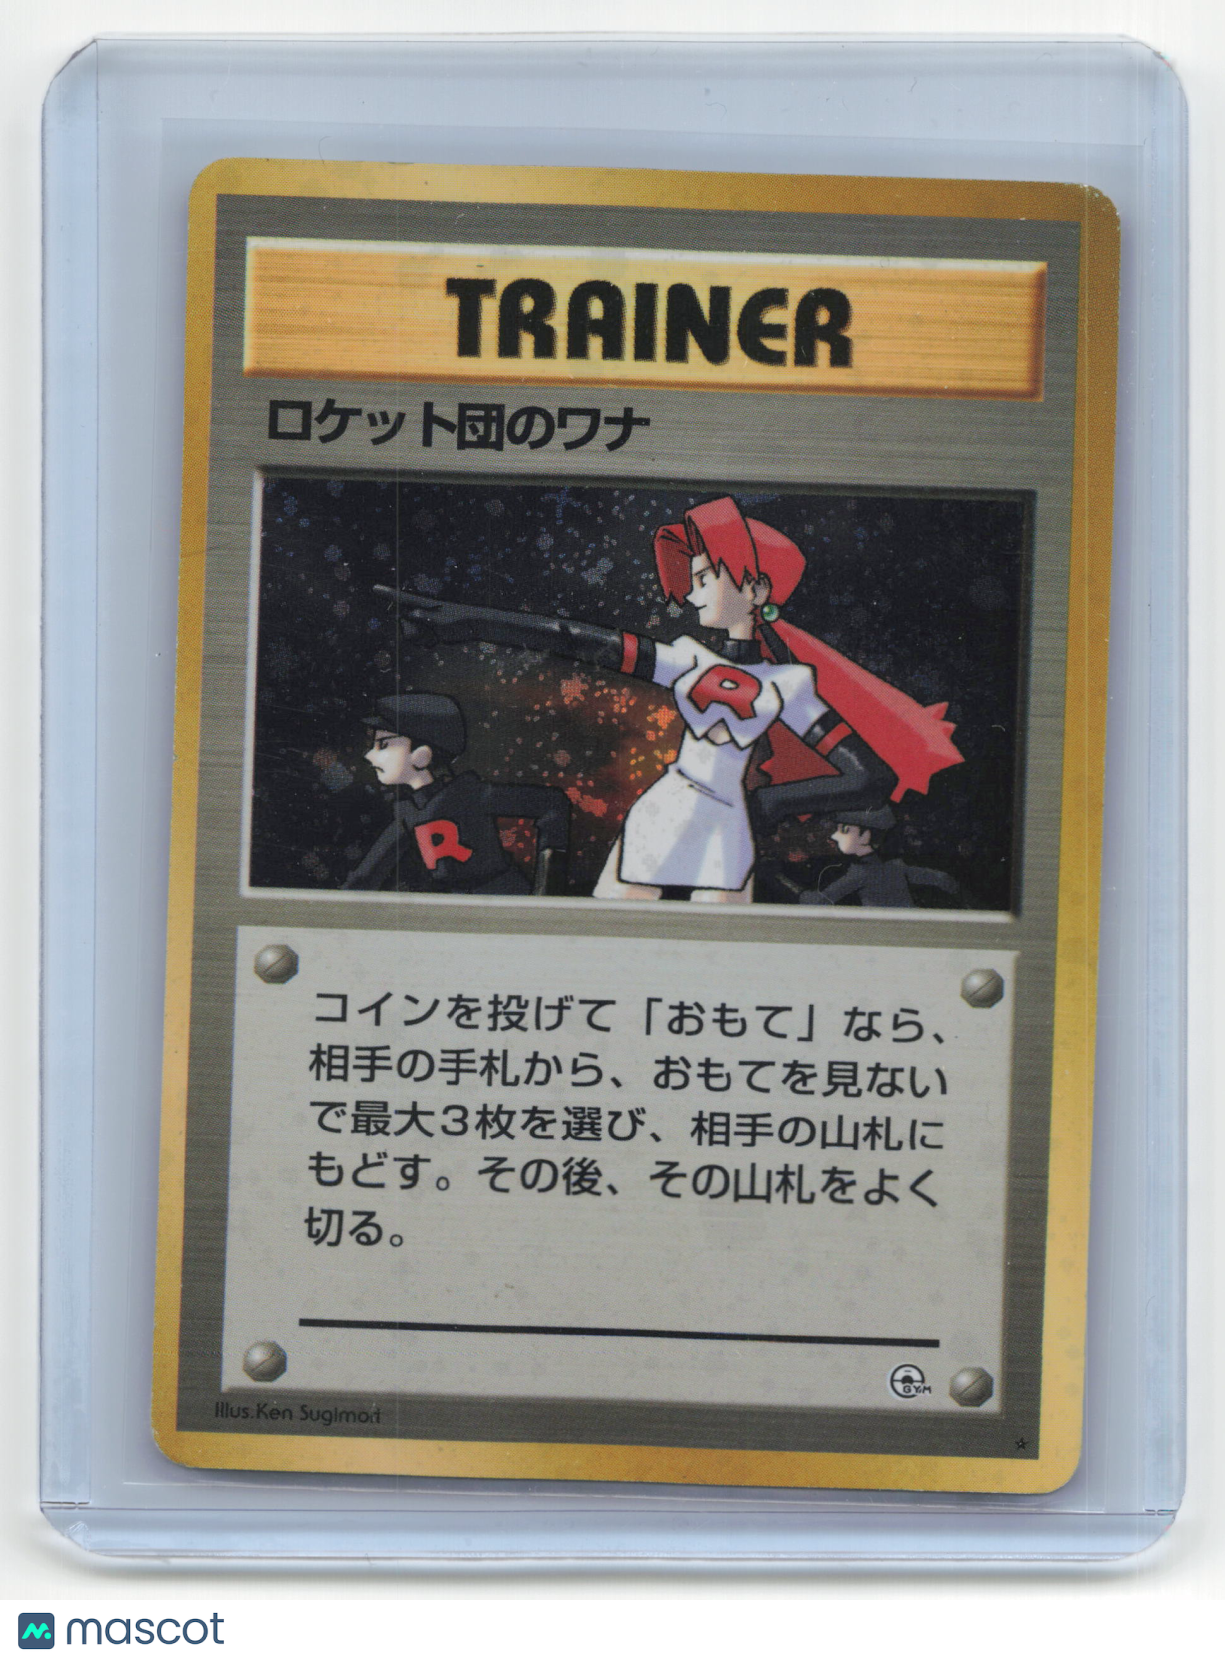 TRAINER
ロケット団のワナ
R
R
コインを投げて「おもて」なら、
相手の手札から、おもてを見ない
で最大3枚を選び、相手の山札に
もどす。その後、その山札をよく
切る。
GYM
Illus.Ken Sugimori
mascot